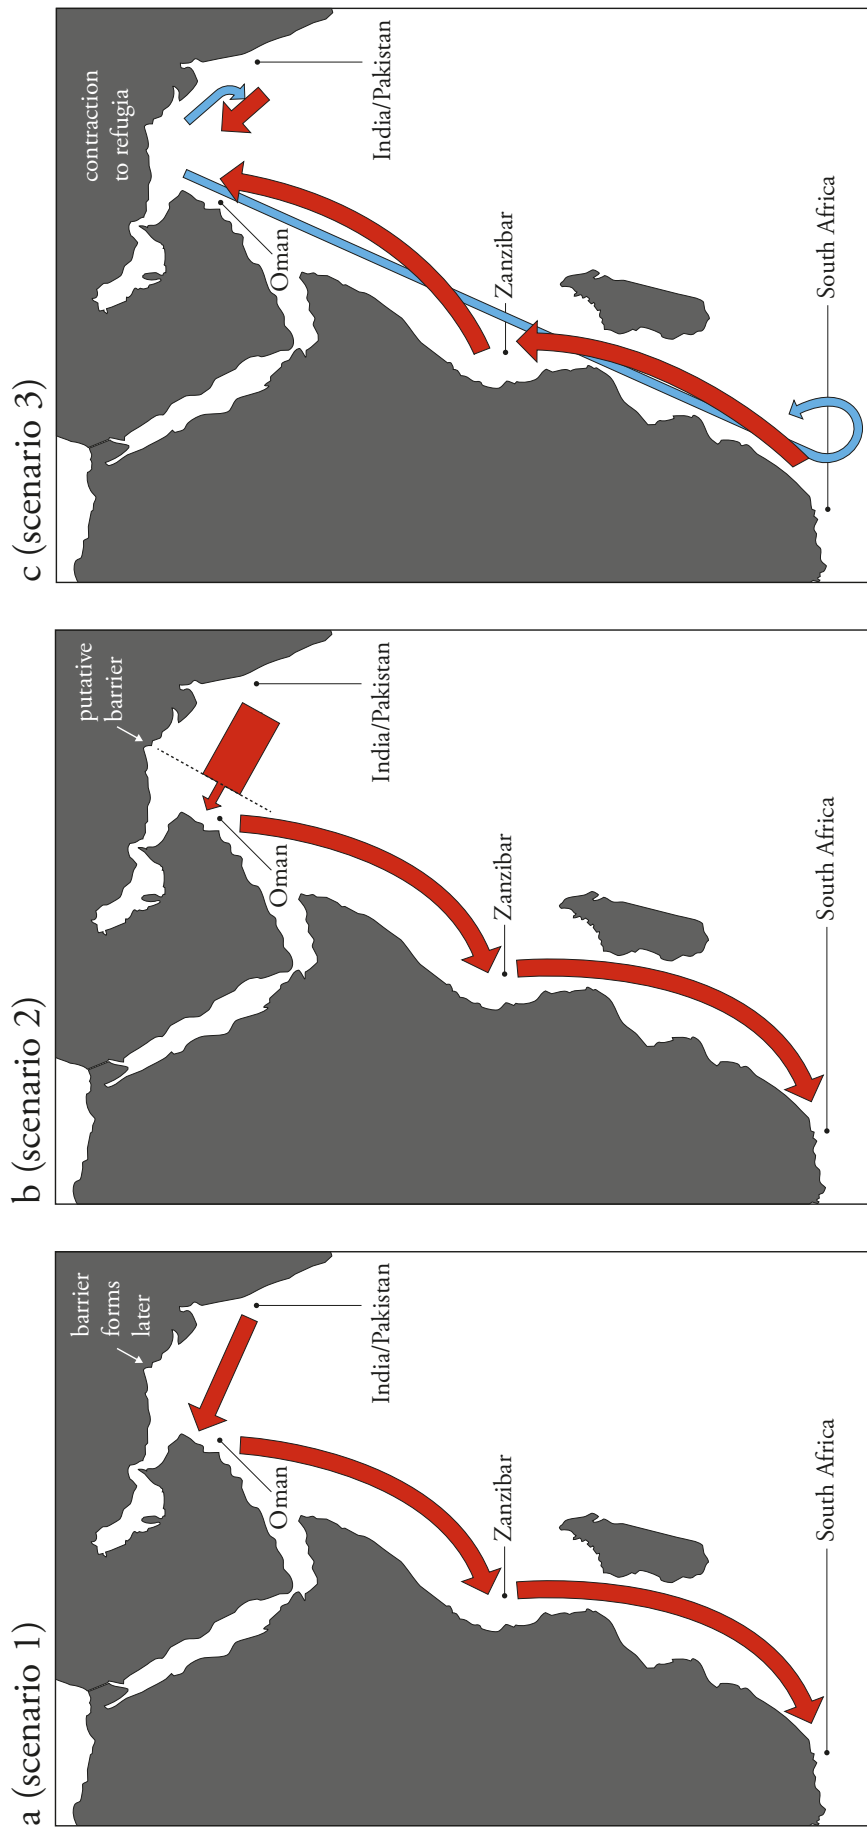 a (scenario 1)
barrier
forms
later
India/Pakistan
Oman
Zanzibar
South Africa
b (scenario 2)
putative
barrier
India/Pakistan
Oman
Zanzibar
South Africa
c (scenario 3)
contraction
to refugia
India/Pakistan
Oman
Zanzibar
South Africa